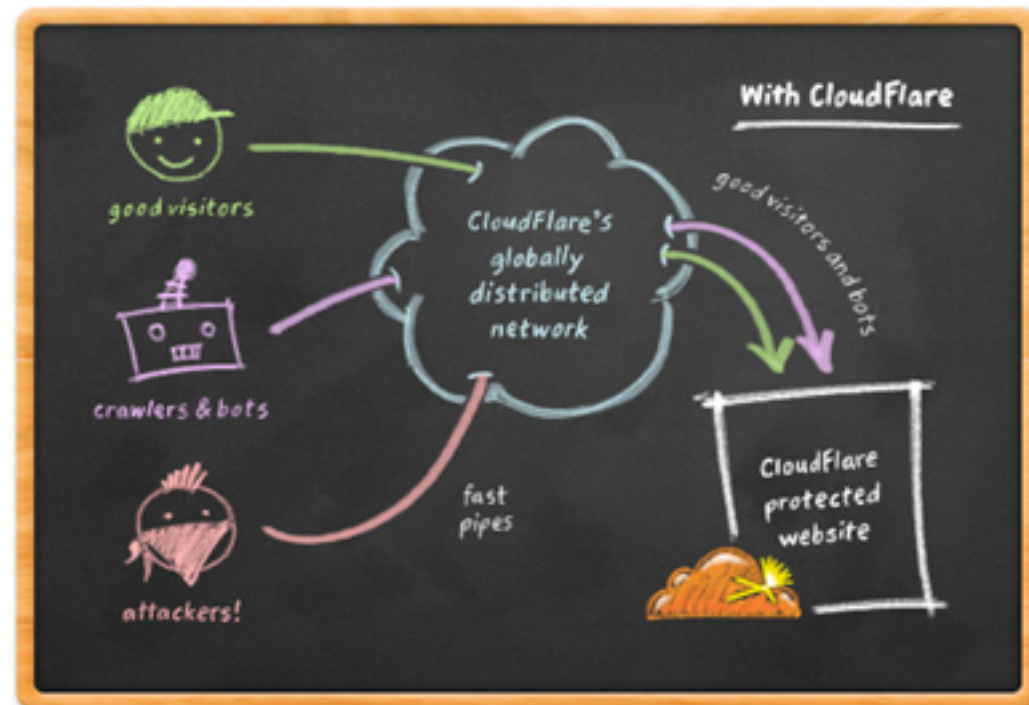 With CloudFlare
good visitors
crawlers & bots
attackers!
CloudFlare's
globally
distributed
network
fast
pipes
good visitors and bots
CloudFlare
protected
website